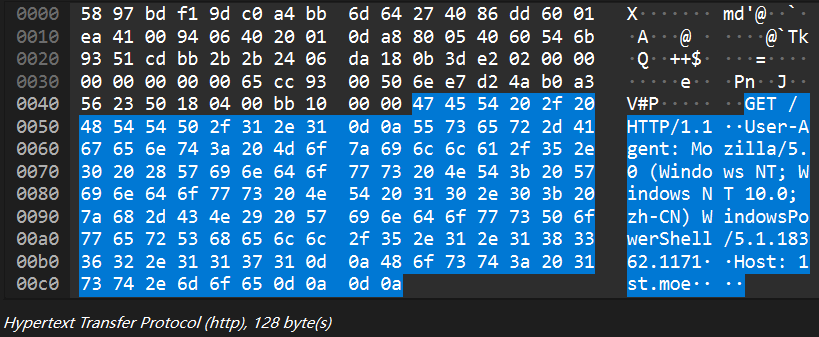 0000 58 97 bd f1 9d c0 a4 bb 6d 64 27 40 86 dd 60 01 X·······md'@··`·
0010 ea 41 00 94 06 40 20 01 0d a8 80 05 40 60 54 6b ·A···@ ·····@`Tk
0020 93 51 cd bb 2b 2b 24 06 da 18 0b 3d e2 02 00 00 ·Q··++$····=····
0030 00 00 00 00 00 65 cc 93 00 50 6e e7 d2 4a b0 a3 ·····e···Pn··J··
0040 56 23 50 18 04 00 bb 10 00 00 47 45 54 20 2f 20 V#P·······GET / 
0050 48 54 54 50 2f 31 2e 31 0d 0a 55 73 65 72 2d 41 HTTP/1.1··User-A
0060 67 65 6e 74 3a 20 4d 6f 7a 69 6c 6c 61 2f 35 2e gent: Mozilla/5.
0070 30 20 28 57 69 6e 64 6f 77 73 20 4e 54 3b 20 57 0 (Windows NT; W
0080 69 6e 64 6f 77 73 20 4e 54 20 31 30 2e 30 3b 20 indows NT 10.0; 
0090 7a 68 2d 43 4e 29 20 57 69 6e 64 6f 77 73 50 6f zh-CN) WindowsPo
00a0 77 65 72 53 68 65 6c 6c 2f 35 2e 31 2e 31 38 33 werShell/5.1.183
00b0 36 32 2e 31 31 37 31 0d 0a 48 6f 73 74 3a 20 31 62.1171··Host: 1
00c0 73 74 2e 6d 6f 65 0d 0a 0d 0a st.moe····
Hypertext Transfer Protocol (http), 128 byte(s)